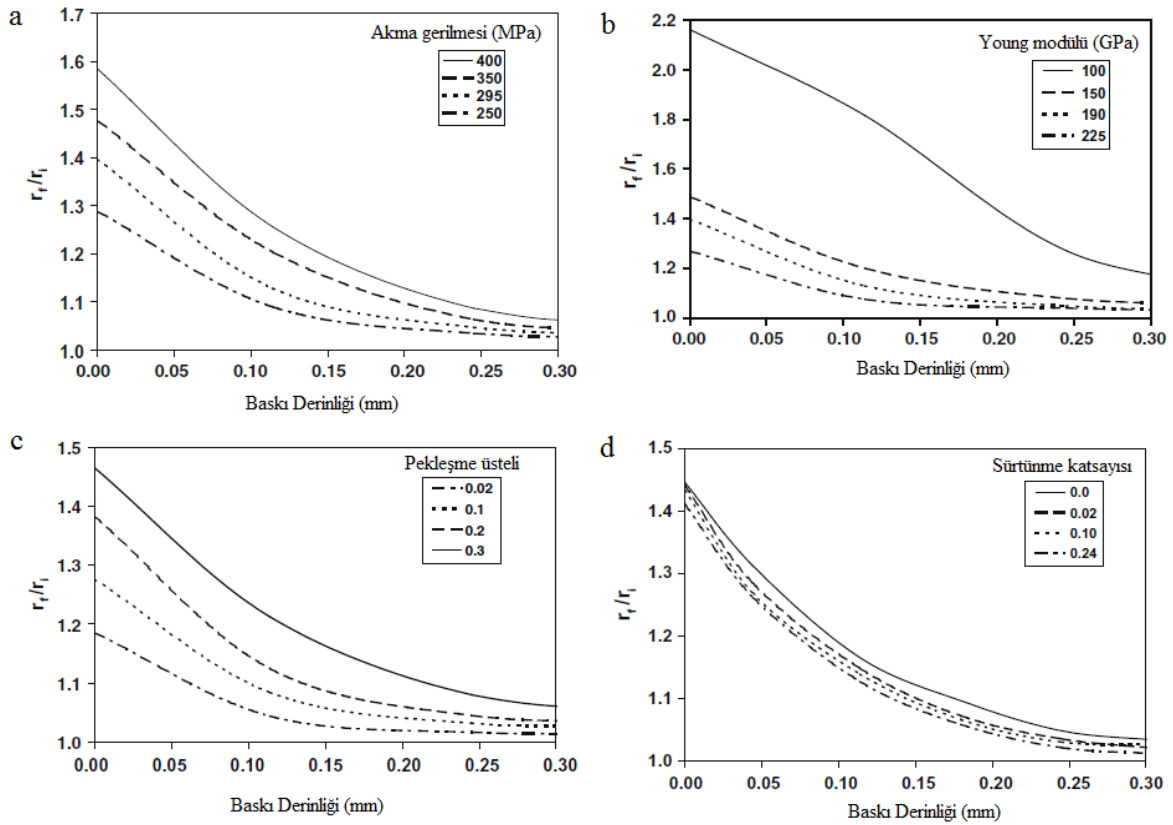 a
Akma gerilmesi (MPa)
400
350
295
250
1.7
1.6
1.5
1.4
1.3
1.2
1.1
1.0
r_f/r_i
0.00 0.05 0.10 0.15 0.20 0.25 0.30
Baskı Derinliği (mm)
b
Young modülü (GPa)
100
150
190
225
2.2
2.0
1.8
1.6
1.4
1.2
1.0
r_f/r_i
0.00 0.05 0.10 0.15 0.20 0.25 0.30
Baskı Derinliği (mm)
c
Pekleşme üsteli
0.02
0.1
0.2
0.3
1.5
1.4
1.3
1.2
1.1
1.0
r_f/r_i
0.00 0.05 0.10 0.15 0.20 0.25 0.30
Baskı Derinliği (mm)
d
Sürtünme katsayısı
0.0
0.02
0.10
0.24
1.5
1.4
1.3
1.2
1.1
1.0
r_f/r_i
0.00 0.05 0.10 0.15 0.20 0.25 0.30
Baskı Derinliği (mm)